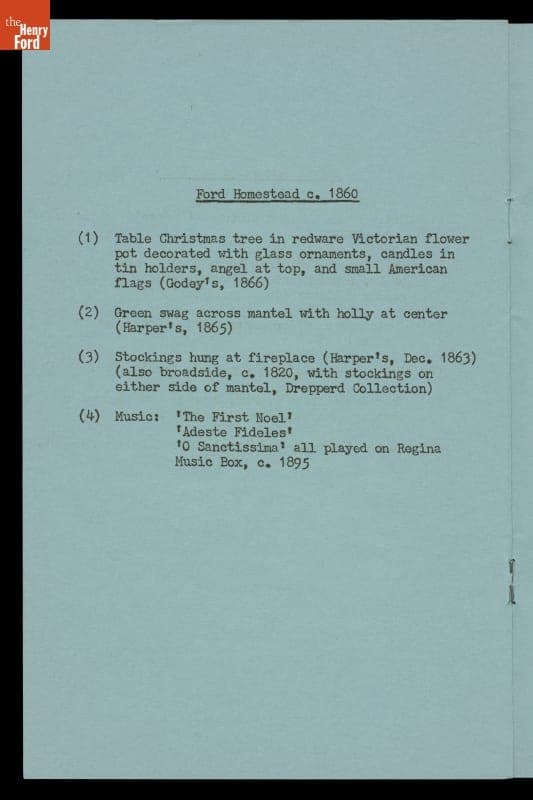 the
Henry
Ford
Ford Homestead c. 1860
(1) Table Christmas tree in redware Victorian flower
pot decorated with glass ornaments, candles in
tin holders, angel at top, and small American
flags (Godey's, 1866)
(2) Green swag across mantel with holly at center
(Harper's, 1865)
(3) Stockings hung at fireplace (Harper's, Dec. 1863)
(also broadside, c. 1820, with stockings on
either side of mantel, Drepperd Collection)
(4) Music: 'The First Noel'
'Adeste Fideles'
'O Sanctissima' all played on Regina
Music Box, c. 1895